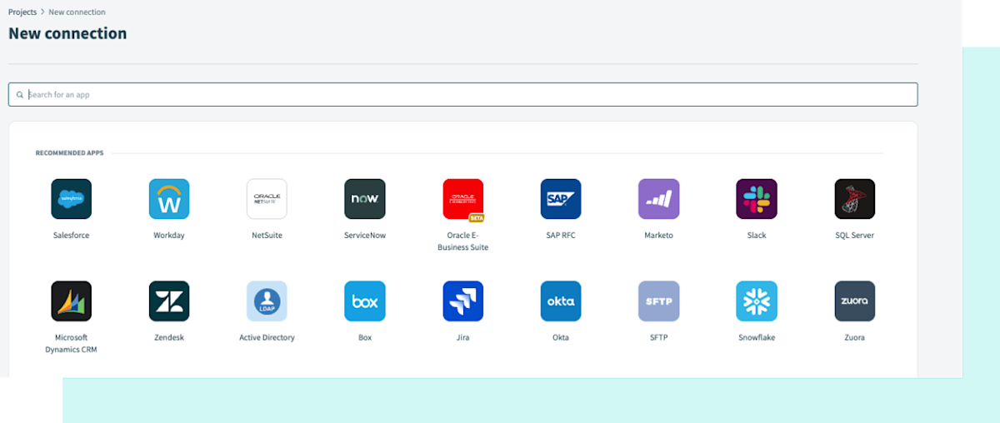 Projects > New connection
New connection
Search for an app
RECOMMENDED APPS
salesforce
W
ORACLE
NETSUITE
now
ORACLE
BETA
SAP
Salesforce
Workday
NetSuite
ServiceNow
Oracle E-
Business Suite
SAP RFC
Marketo
Slack
SQL Server
LDAP
box
okta
SFTP
zuora
Microsoft
Dynamics CRM
Zendesk
Active Directory
Box
Jira
Okta
SFTP
Snowflake
Zuora